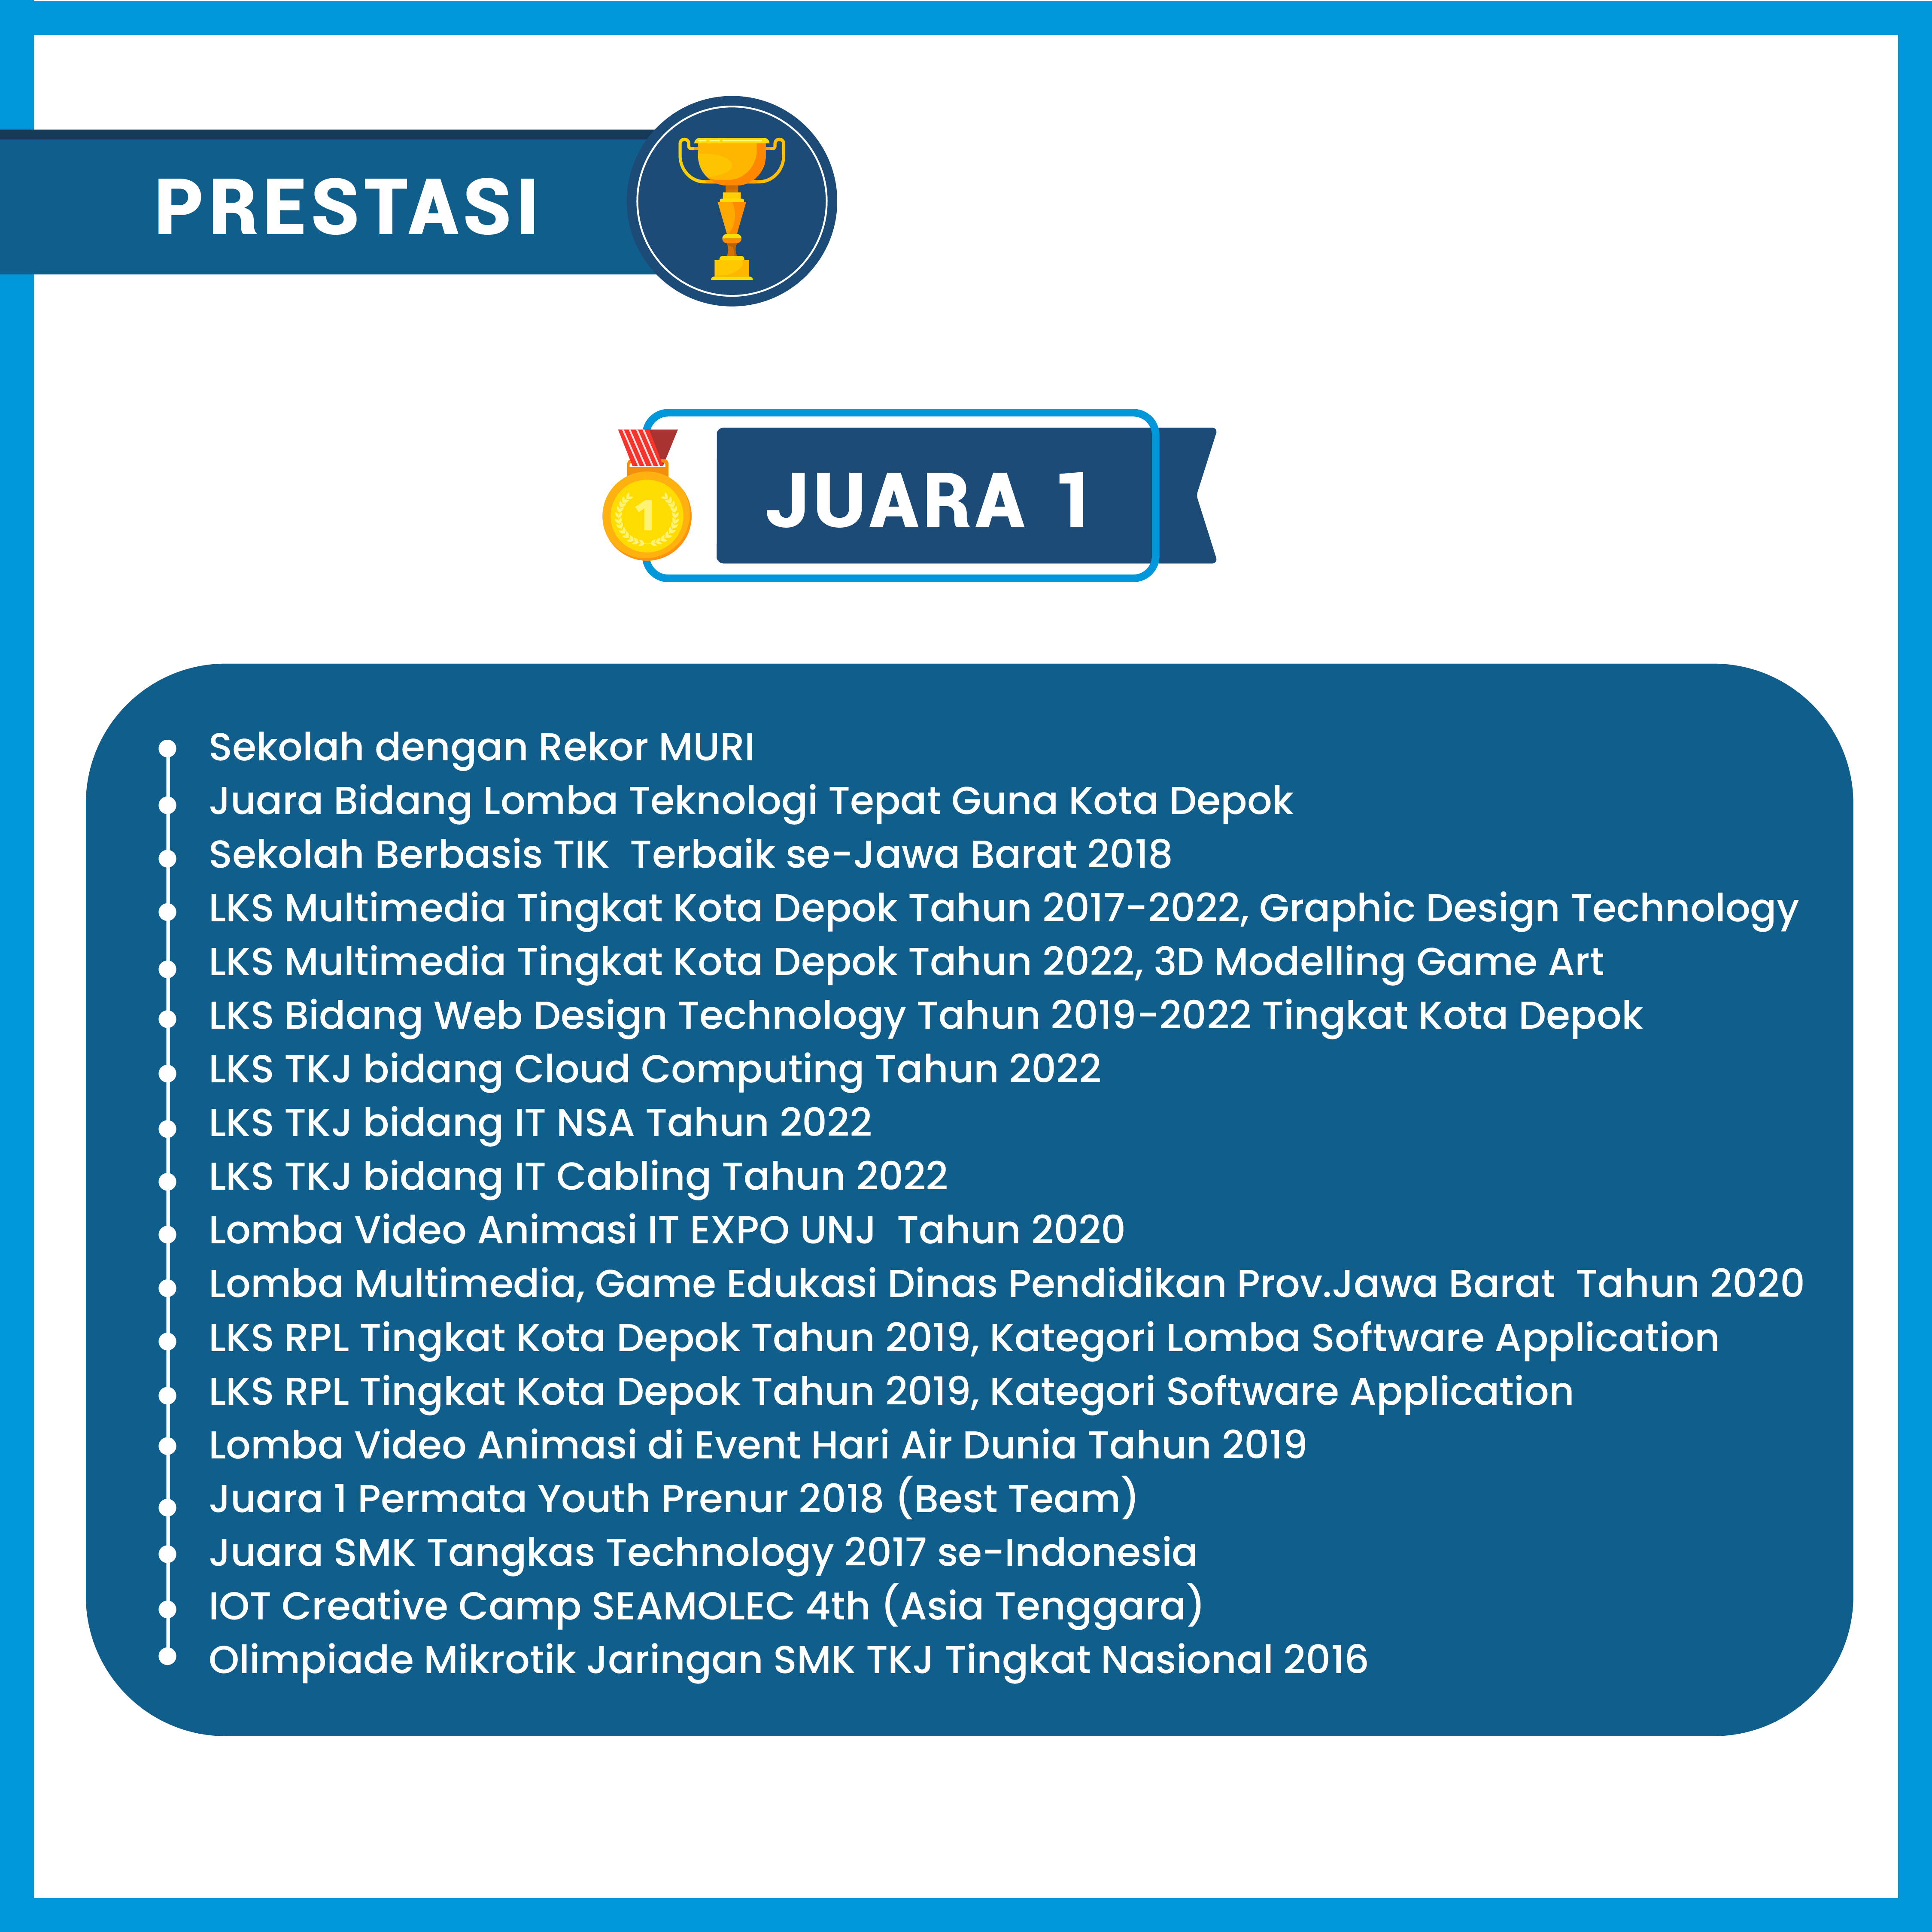 PRESTASI
JUARA 1
1
Sekolah dengan Rekor MURI
Juara Bidang Lomba Teknologi Tepat Guna Kota Depok
Sekolah Berbasis TIK  Terbaik se-Jawa Barat 2018
LKS Multimedia Tingkat Kota Depok Tahun 2017-2022, Graphic Design Technology
LKS Multimedia Tingkat Kota Depok Tahun 2022, 3D Modelling Game Art
LKS Bidang Web Design Technology Tahun 2019-2022 Tingkat Kota Depok
LKS TKJ bidang Cloud Computing Tahun 2022
LKS TKJ bidang IT NSA Tahun 2022
LKS TKJ bidang IT Cabling Tahun 2022
Lomba Video Animasi IT EXPO UNJ  Tahun 2020
Lomba Multimedia, Game Edukasi Dinas Pendidikan Prov.Jawa Barat  Tahun 2020
LKS RPL Tingkat Kota Depok Tahun 2019, Kategori Lomba Software Application
LKS RPL Tingkat Kota Depok Tahun 2019, Kategori Software Application
Lomba Video Animasi di Event Hari Air Dunia Tahun 2019
Juara 1 Permata Youth Prenur 2018 (Best Team)
Juara SMK Tangkas Technology 2017 se-Indonesia
IOT Creative Camp SEAMOLEC 4th (Asia Tenggara)
Olimpiade Mikrotik Jaringan SMK TKJ Tingkat Nasional 2016